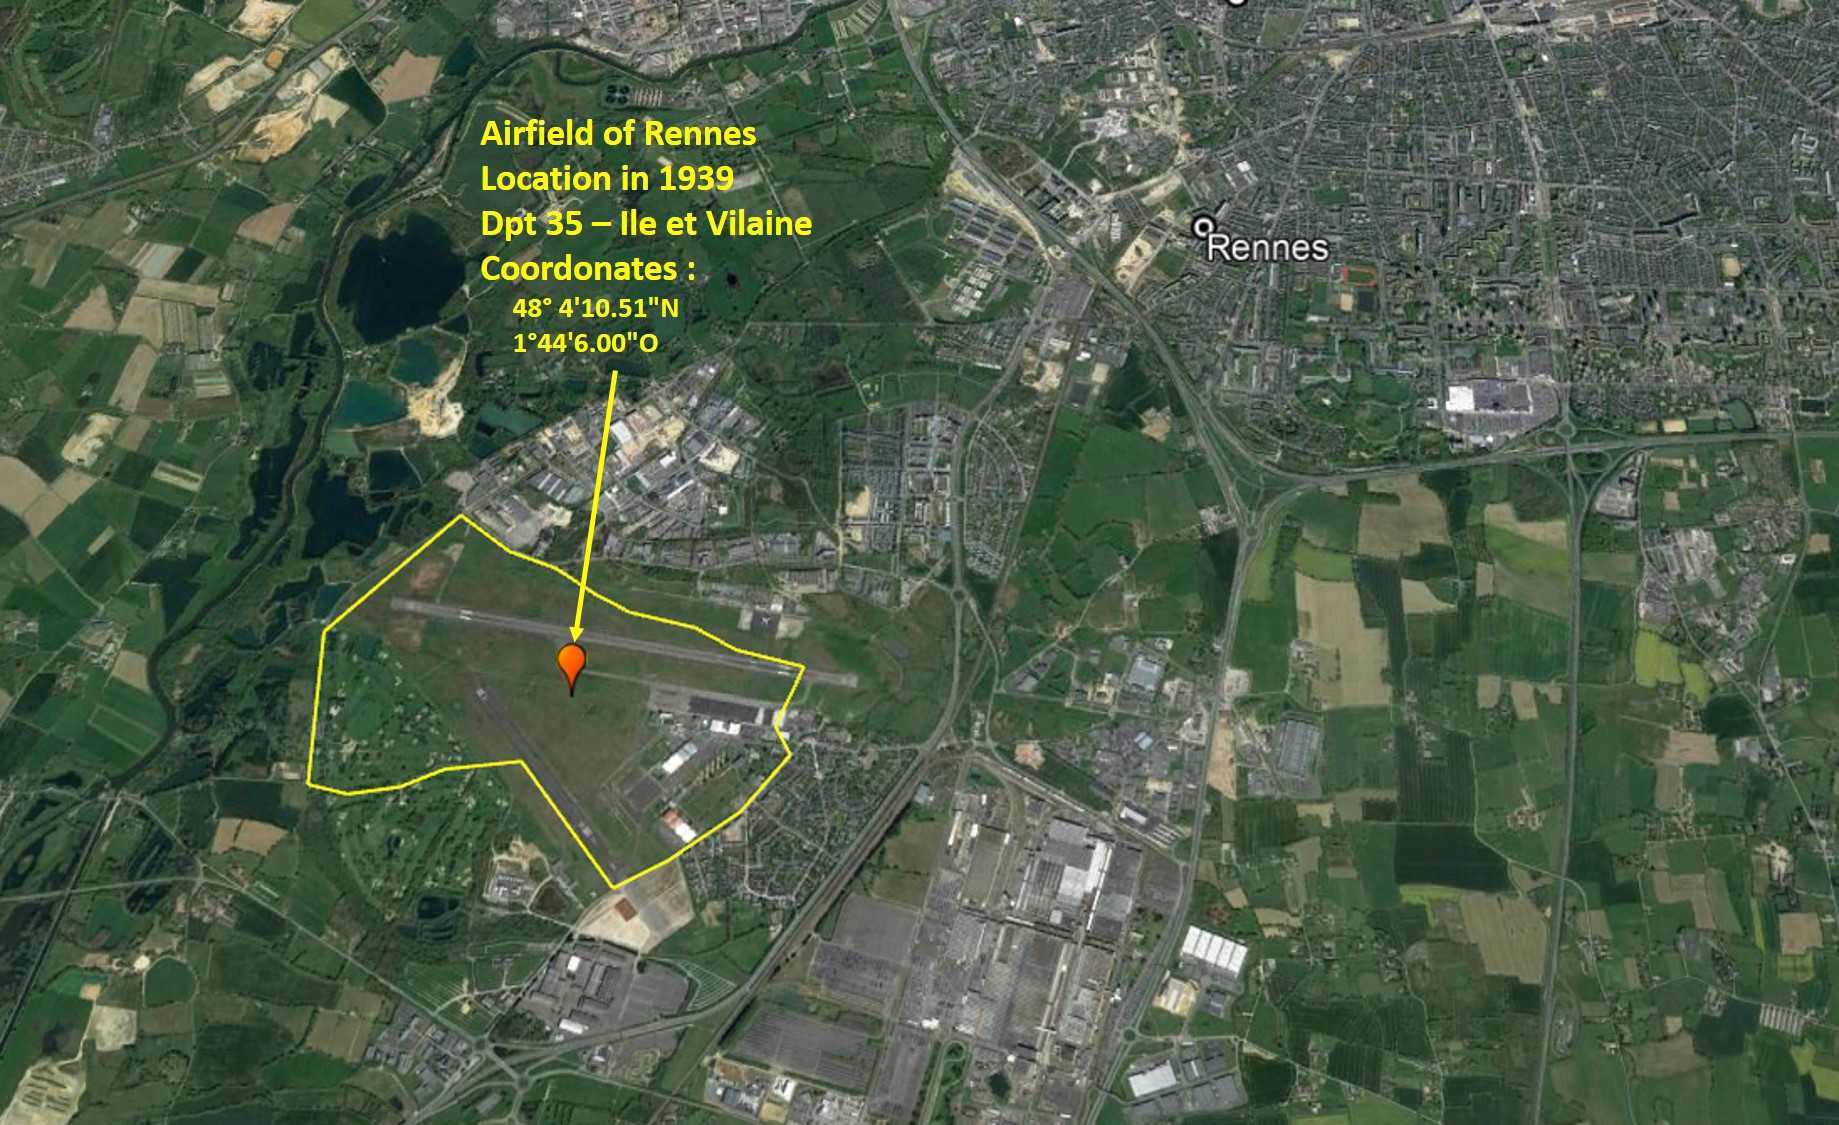 Airfield of Rennes
Location in 1939
Dpt 35 – Ile et Vilaine
Coordonates :
48° 4'10.51"N
1°44'6.00"O
Rennes